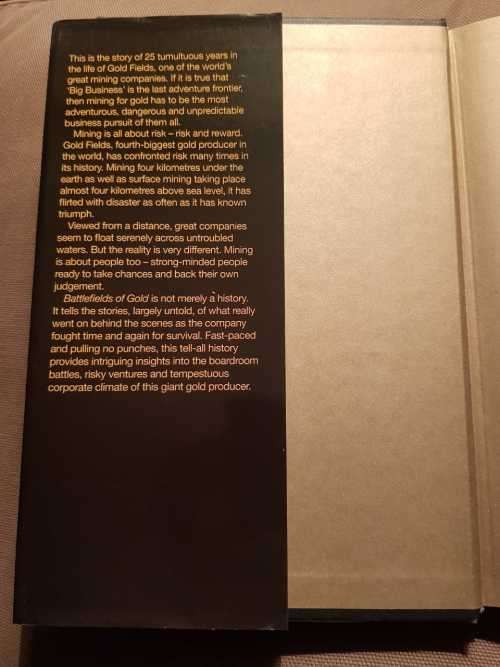 This is the story of 25 tumultuous years in
the life of Gold Fields, one of the world's
great mining companies. If it is true that
'Big Business' is the last adventure frontier,
then mining for gold has to be the most
adventurous, dangerous and unpredictable
business pursuit of them all.
Mining is all about risk – risk and reward.
Gold Fields, fourth-biggest gold producer in
the world, has confronted risk many times in
its history. Mining four kilometres under the
earth as well as surface mining taking place
almost four kilometres above sea level, it has
flirted with disaster as often as it has known
triumph.
Viewed from a distance, great companies
seem to float serenely across untroubled
waters. But the reality is very different. Mining
is about people too – strong-minded people
ready to take chances and back their own
judgement.
Battlefields of Gold is not merely a history.
It tells the stories, largely untold, of what really
went on behind the scenes as the company
fought time and again for survival. Fast-paced
and pulling no punches, this tell-all history
provides intriguing insights into the boardroom
battles, risky ventures and tempestuous
corporate climate of this giant gold producer.